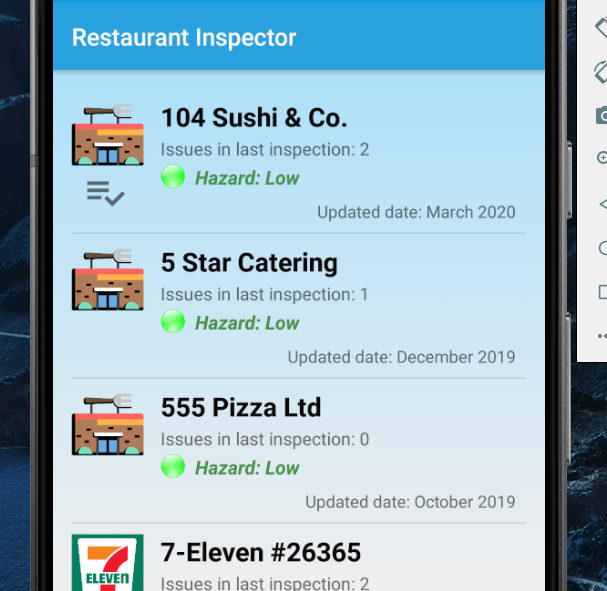 Restaurant Inspector
104 Sushi & Co.
Issues in last inspection: 2
Hazard: Low
Updated date: March 2020
5 Star Catering
Issues in last inspection: 1
Hazard: Low
Updated date: December 2019
555 Pizza Ltd
Issues in last inspection: 0
Hazard: Low
Updated date: October 2019
7-Eleven #26365
ELEVEN
Issues in last inspection: 2